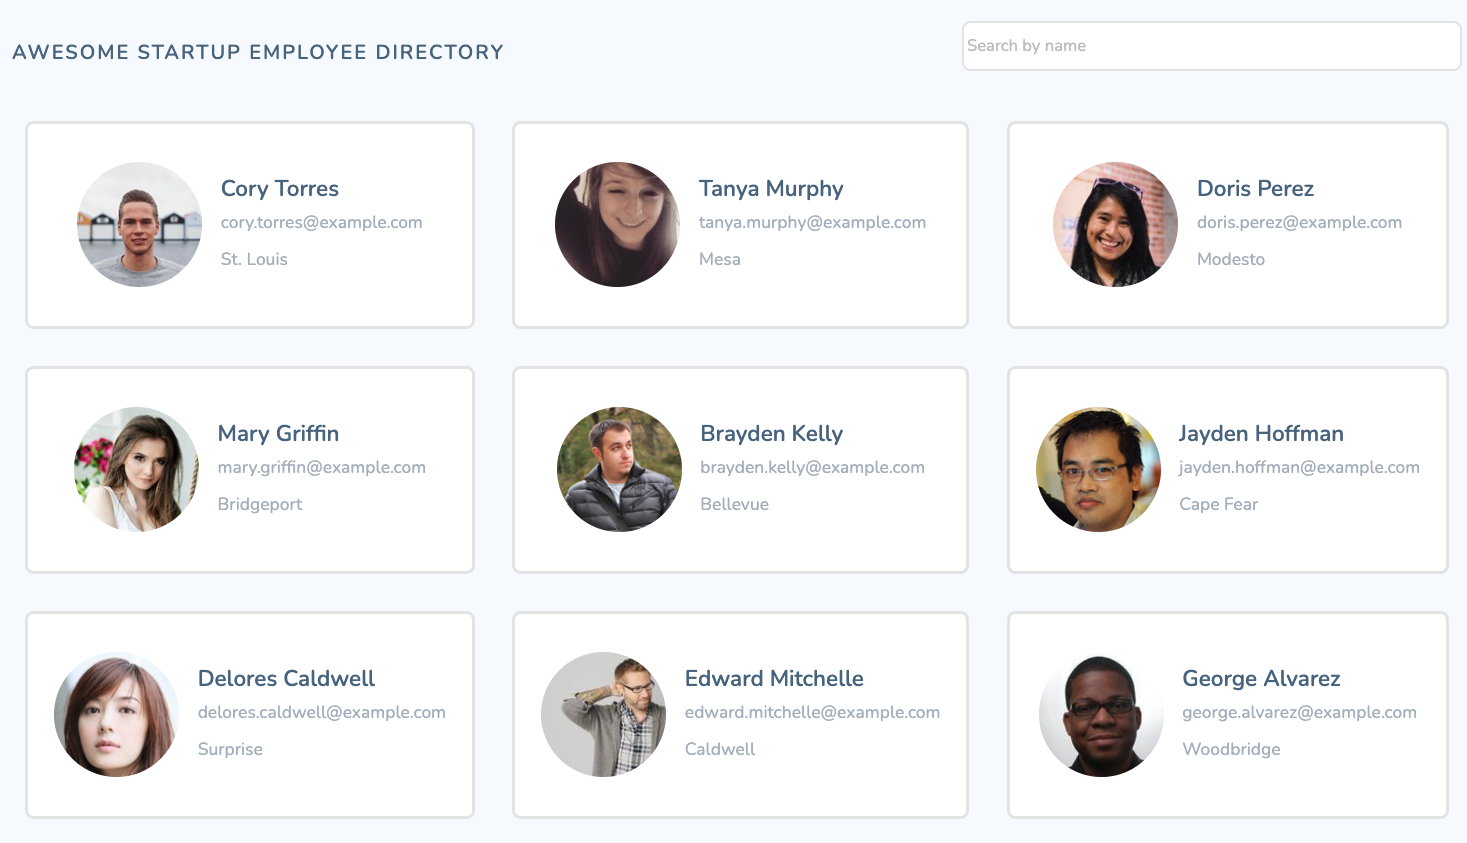 AWESOME STARTUP EMPLOYEE DIRECTORY
Search by name
Cory Torres
cory.torres@example.com
St. Louis
Tanya Murphy
tanya.murphy@example.com
Mesa
Doris Perez
doris.perez@example.com
Modesto
Mary Griffin
mary.griffin@example.com
Bridgeport
Brayden Kelly
brayden.kelly@example.com
Bellevue
Jayden Hoffman
jayden.hoffman@example.com
Cape Fear
Delores Caldwell
delores.caldwell@example.com
Surprise
Edward Mitchelle
edward.mitchelle@example.com
Caldwell
George Alvarez
george.alvarez@example.com
Woodbridge